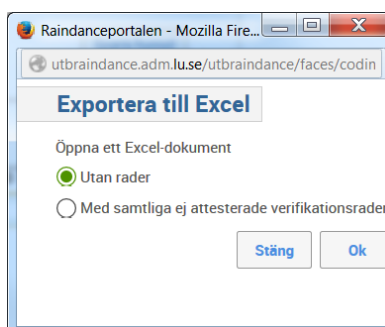 Raindanceportalen - Mozilla Fire...
utbraindance.adm.lu.se/utbraindance/faces/codin
Exportera till Excel
Öppna ett Excel-dokument
Utan rader
Med samtliga ej attesterade verifikationsrader
Stäng Ok